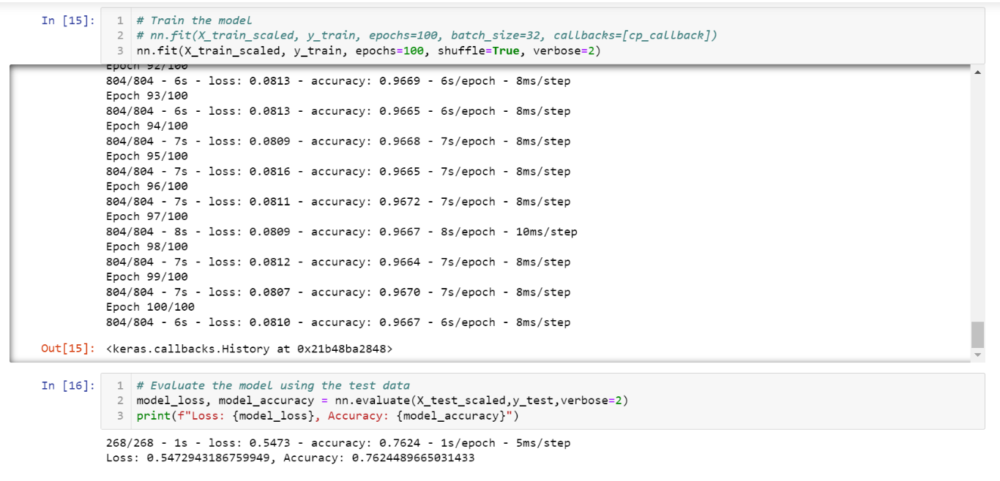 In [15]:
1 # Train the model
2 # nn.fit(X_train_scaled, y_train, epochs=100, batch_size=32, callbacks=[cp_callback])
3 nn.fit(X_train_scaled, y_train, epochs=100, shuffle=True, verbose=2)
Epoch 92/100
804/804 - 6s - loss: 0.0813 - accuracy: 0.9669 - 6s/epoch - 8ms/step
Epoch 93/100
804/804 - 6s - loss: 0.0813 - accuracy: 0.9665 - 6s/epoch - 8ms/step
Epoch 94/100
804/804 - 7s - loss: 0.0809 - accuracy: 0.9668 - 7s/epoch - 8ms/step
Epoch 95/100
804/804 - 7s - loss: 0.0816 - accuracy: 0.9665 - 7s/epoch - 8ms/step
Epoch 96/100
804/804 - 7s - loss: 0.0811 - accuracy: 0.9672 - 7s/epoch - 8ms/step
Epoch 97/100
804/804 - 8s - loss: 0.0809 - accuracy: 0.9667 - 8s/epoch - 10ms/step
Epoch 98/100
804/804 - 7s - loss: 0.0812 - accuracy: 0.9664 - 7s/epoch - 8ms/step
Epoch 99/100
804/804 - 7s - loss: 0.0807 - accuracy: 0.9670 - 7s/epoch - 8ms/step
Epoch 100/100
804/804 - 6s - loss: 0.0810 - accuracy: 0.9667 - 6s/epoch - 8ms/step
Out[15]: <keras.callbacks.History at 0x21b48ba2848>
In [16]:
1 # Evaluate the model using the test data
2 model_loss, model_accuracy = nn.evaluate(X_test_scaled,y_test,verbose=2)
3 print(f"Loss: {model_loss}, Accuracy: {model_accuracy}")
268/268 - 1s - loss: 0.5473 - accuracy: 0.7624 - 1s/epoch - 5ms/step
Loss: 0.5472943186759949, Accuracy: 0.7624489665031433